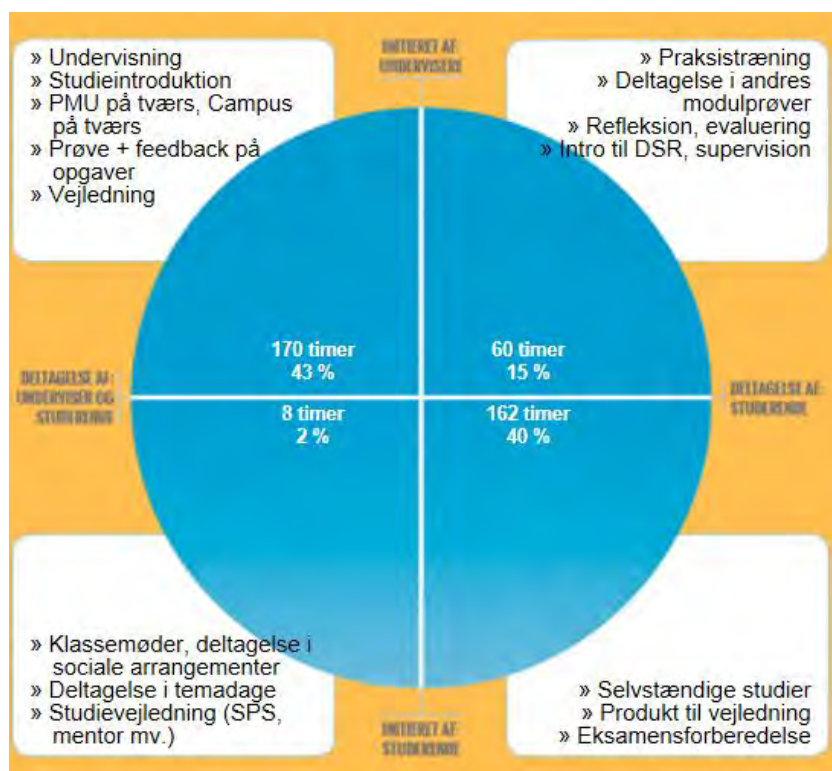 » Undervisning
» Studieintroduktion
» PMU på tværs, Campus
på tværs
» Prøve + feedback på
opgaver
» Vejledning
INITIERET AF
UNDERVISERE
» Praksistræning
» Deltagelse i andres
modulprøver
» Refleksion, evaluering
» Intro til DSR, supervision
170 timer
43 %
60 timer
15 %
DELTAGELSE AF
UNDERVISER OG
STUDERENDE
DELTAGELSE AF
STUDERENDE
8 timer
2 %
162 timer
40 %
» Klassemøder, deltagelse i
sociale arrangementer
» Deltagelse i temadage
» Studievejledning (SPS,
mentor mv.)
INITIERET AF
STUDERENDE
» Selvstændige studier
» Produkt til vejledning
» Eksamensforberedelse